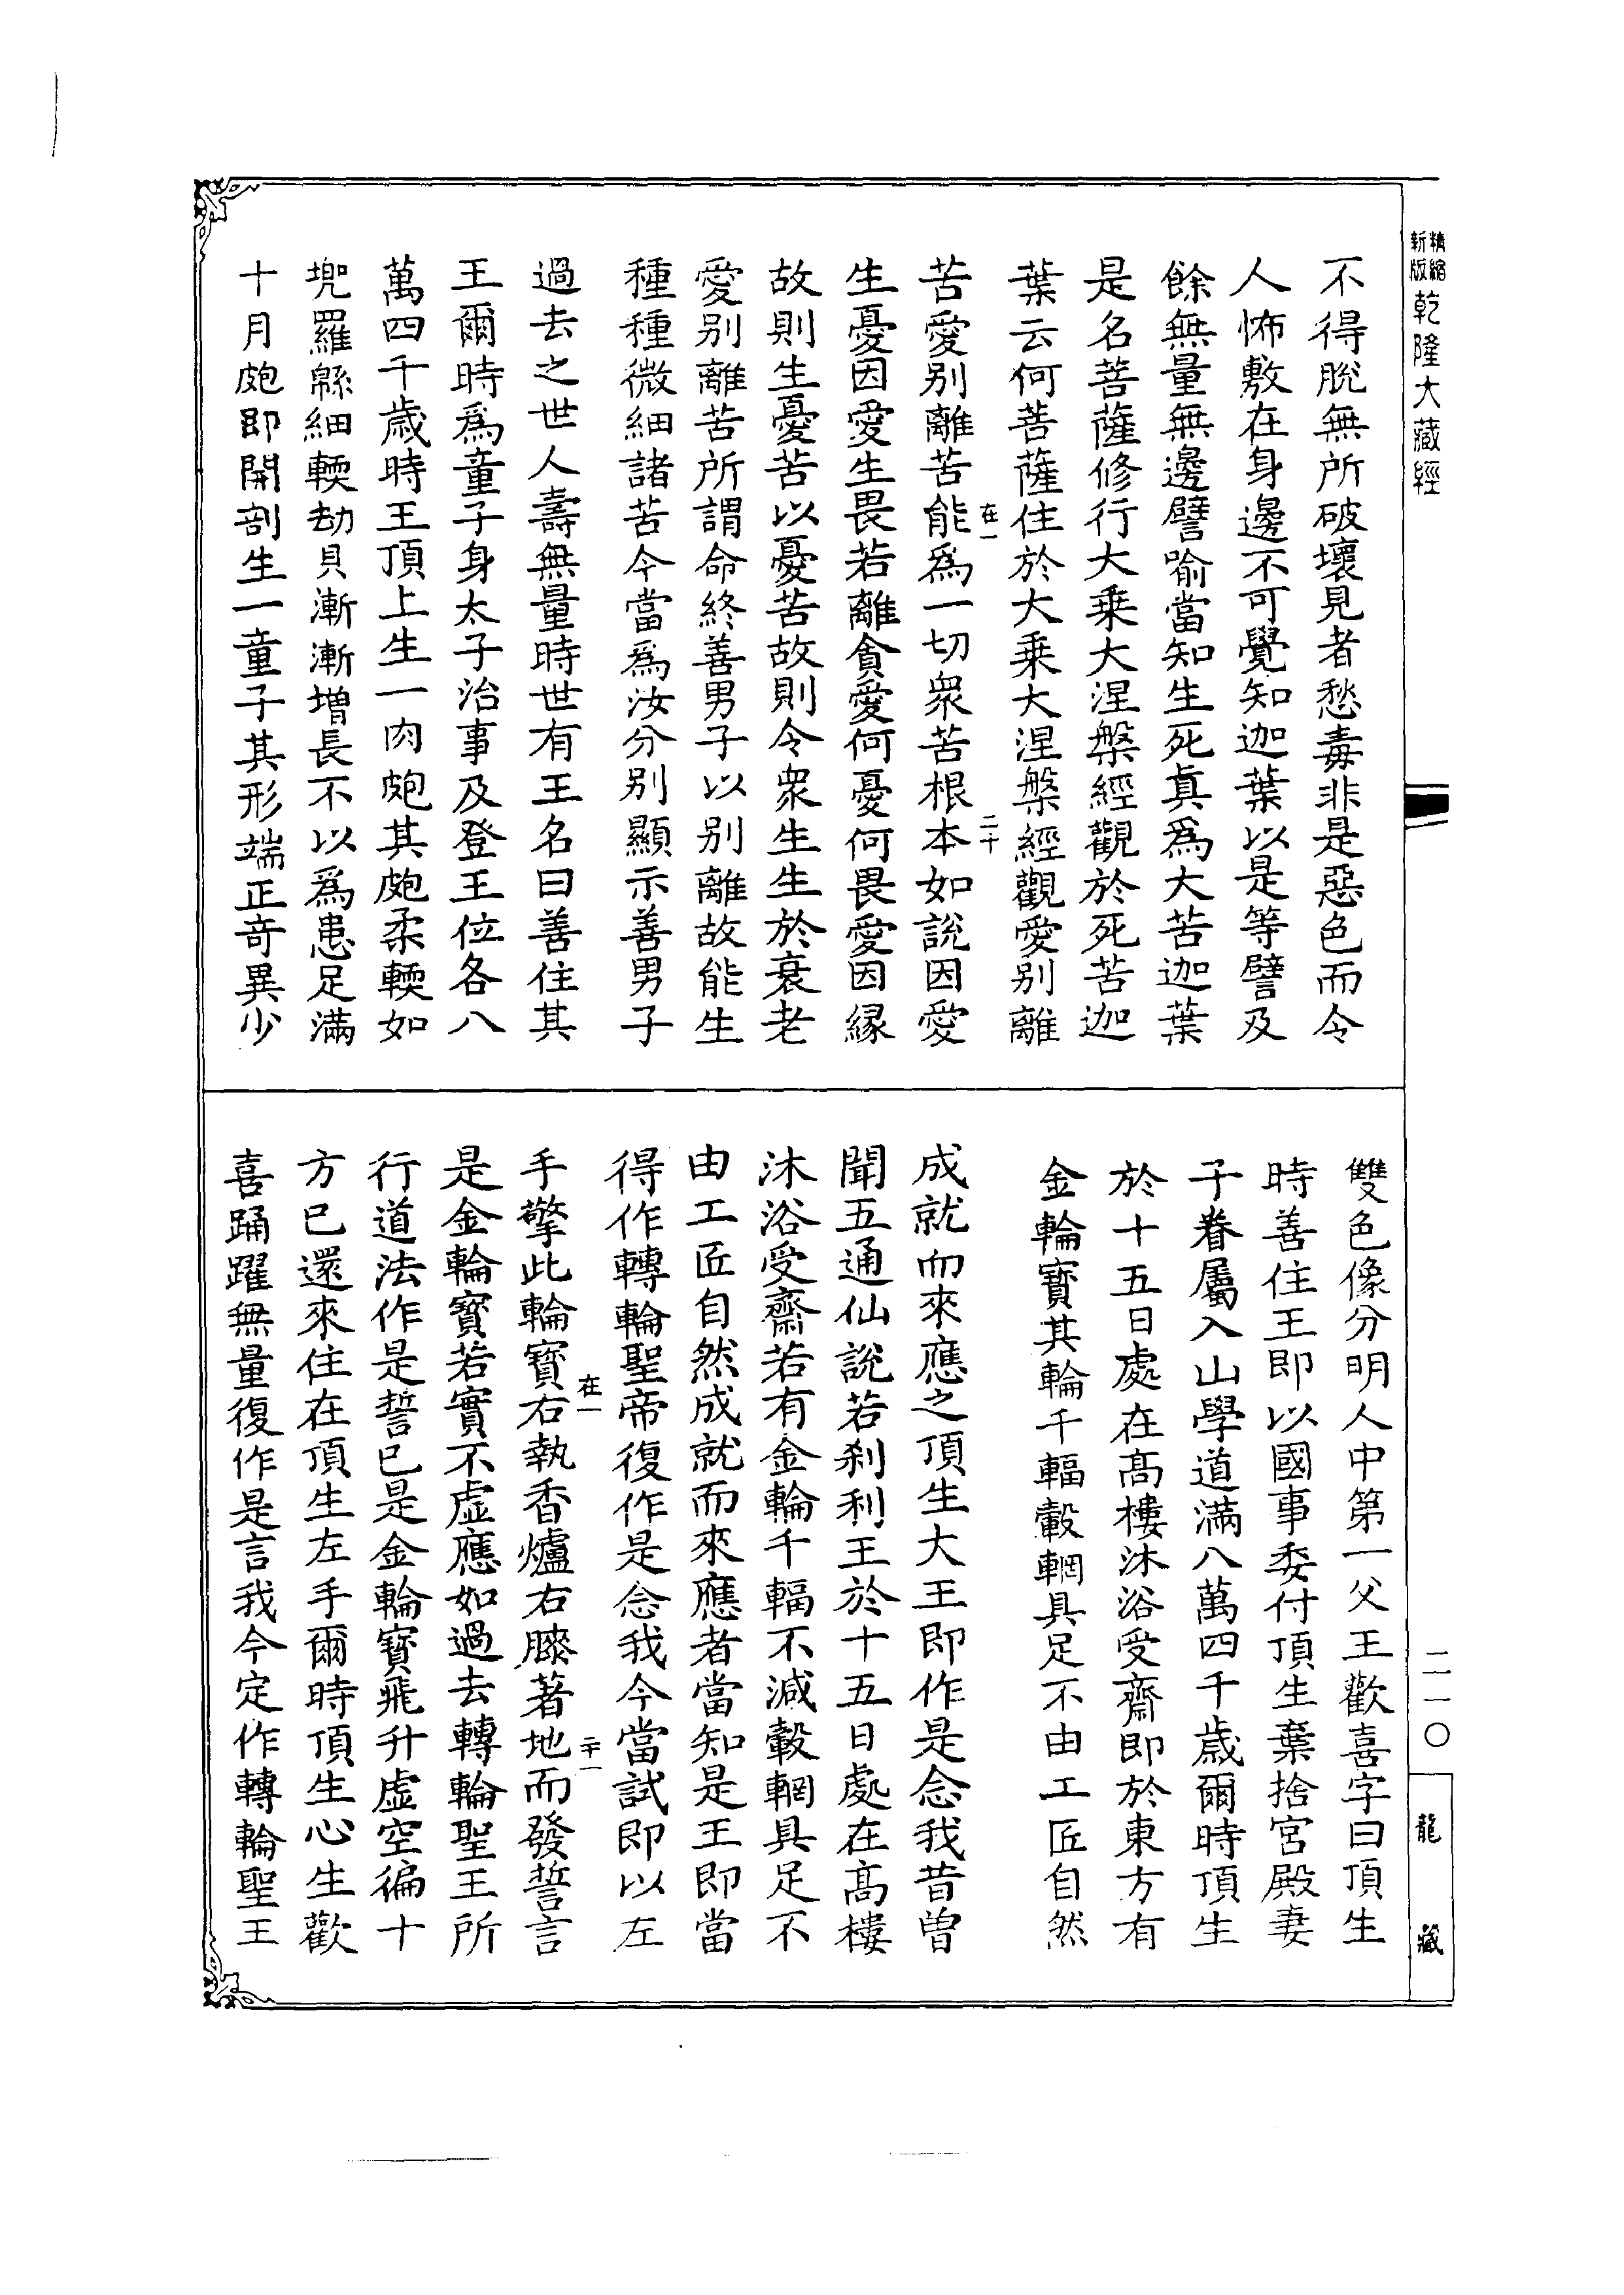 精縮
新版
乾隆大藏經
不得脫無所破壞見者愁毒非是惡色而令
人怖敷在身邊不可覺知迦葉以是等譬及
餘無量無邊譬喻當知生死真爲大苦迦葉
是名菩薩修行大乘大涅槃經觀於死苦迦
葉云何菩薩住於大乘大涅槃經觀愛別離
在一
二十
苦愛別離苦能爲一切衆苦根本如說因愛
生憂因愛生畏若離貪愛何憂何畏愛因緣
故則生憂苦以憂苦故則令衆生生於衰老
愛別離苦所謂命終善男子以別離故能生
種種微細諸苦今當爲汝分別顯示善男子
過去之世人壽無量時世有王名曰善住其
王爾時爲童子身太子治事及登王位各八
萬四千歲時王頂上生一肉皰其皰柔輭如
兜羅緜細輭劫貝漸漸增長不以爲患足滿
十月皰即開剖生一童子其形端正奇異少
雙色像分明人中第一父王歡喜字曰頂生
時善住王即以國事委付頂生棄捨宮殿妻
子眷屬入山學道滿八萬四千歲爾時頂生
於十五日處在高樓沐浴受齋即於東方有
金輪寶其輪千輻轂輞具足不由工匠自然
成就而來應之頂生大王即作是念我昔曾
聞五通仙說若剎利王於十五日處在高樓
沐浴受齋若有金輪千輻不減轂輞具足不
由工匠自然成就而來應者當知是王即當
得作轉輪聖帝復作是念我今當試即以左
在一
二十一
手擎此輪寶右執香爐右膝著地而發誓言
是金輪寶若實不虛應如過去轉輪聖王所
行道法作是誓已是金輪寶飛升虛空徧十
方已還來住在頂生左手爾時頂生心生歡
喜踊躍無量復作是言我今定作轉輪聖王
二一〇
龍藏